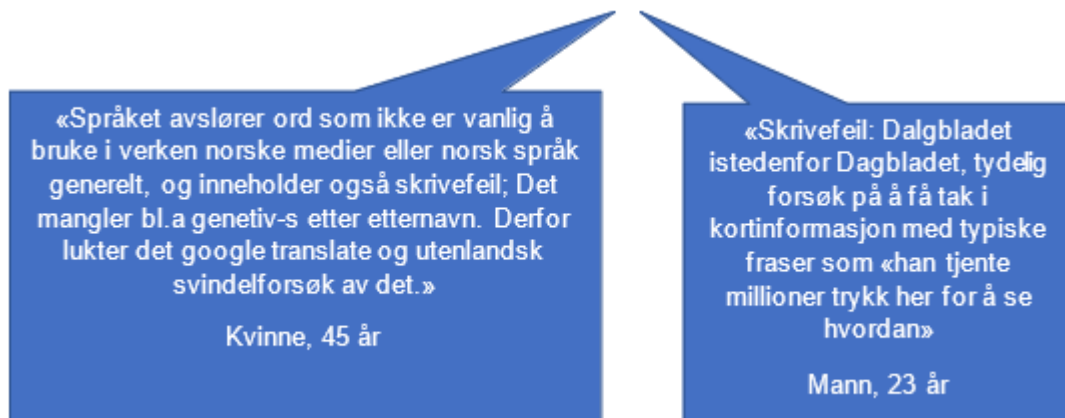 «Språket avslører ord som ikke er vanlig å
bruke i verken norske medier eller norsk språk
generelt, og inneholder også skrivefeil; Det
mangler bl.a genetiv-s etter etternavn. Derfor
lukter det google translate og utenlandsk
svindelforsøk av det.»
Kvinne, 45 år
«Skrivefeil: Dalgbladet
istedenfor Dagbladet, tydelig
forsøk på å få tak i
kortinformasjon med typiske
fraser som «han tjente
millioner trykk her for å se
hvordan»
Mann, 23 år